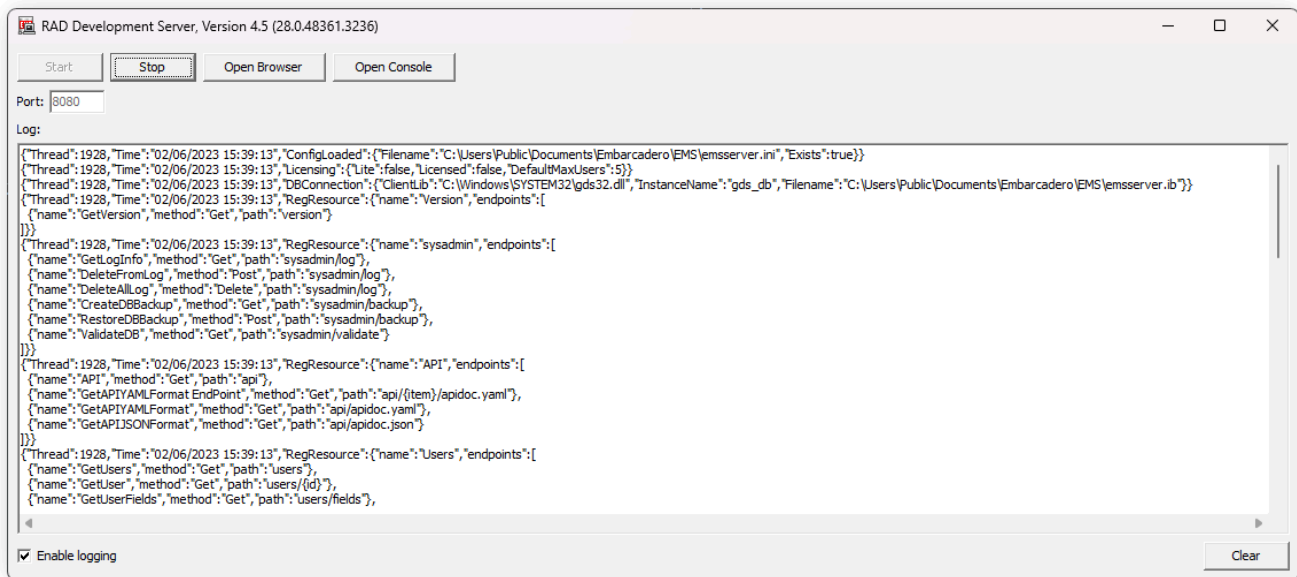 RAD Development Server, Version 4.5 (28.0.48361.3236)
Start Stop Open Browser Open Console
Port: 8080
Log:
{"Thread":1928,"Time":"02/06/2023 15:39:13","ConfigLoaded":{"Filename":"C:\Users\Public\Documents\Embarcadero\EMS\emsserver.ini","Exists":true}}
{"Thread":1928,"Time":"02/06/2023 15:39:13","Licensing":{"Lite":false,"Licensed":false,"DefaultMaxUsers":5}}
{"Thread":1928,"Time":"02/06/2023 15:39:13","DBConnection":{"ClientLib":"C:\Windows\SYSTEM32\gds32.dll","InstanceName":"gds_db","Filename":"C:\Users\Public\Documents\Embarcadero\EMS\emsserver.ib"}}
{"Thread":1928,"Time":"02/06/2023 15:39:13","RegResource":{"name":"Version","endpoints":[
{"name":"GetVersion","method":"Get","path":"version"}
]}}
{"Thread":1928,"Time":"02/06/2023 15:39:13","RegResource":{"name":"sysadmin","endpoints":[
{"name":"GetLogInfo","method":"Get","path":"sysadmin/log"},
{"name":"DeleteFromLog","method":"Post","path":"sysadmin/log"},
{"name":"DeleteAllLog","method":"Delete","path":"sysadmin/log"},
{"name":"CreateDBBackup","method":"Get","path":"sysadmin/backup"},
{"name":"RestoreDBBackup","method":"Post","path":"sysadmin/backup"},
{"name":"ValidateDB","method":"Get","path":"sysadmin/validate"}
]}}
{"Thread":1928,"Time":"02/06/2023 15:39:13","RegResource":{"name":"API","endpoints":[
{"name":"API","method":"Get","path":"api"},
{"name":"GetAPIYAMLFormat EndPoint","method":"Get","path":"api/{item}/apidoc.yaml"},
{"name":"GetAPIYAMLFormat","method":"Get","path":"api/apidoc.yaml"},
{"name":"GetAPIJSONFormat","method":"Get","path":"api/apidoc.json"}
]}}
{"Thread":1928,"Time":"02/06/2023 15:39:13","RegResource":{"name":"Users","endpoints":[
{"name":"GetUsers","method":"Get","path":"users"},
{"name":"GetUser","method":"Get","path":"users/{id}"},
{"name":"GetUserFields","method":"Get","path":"users/fields"},
Enable logging Clear